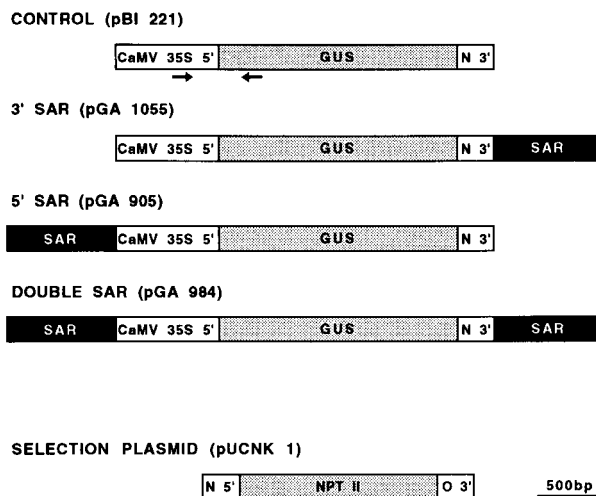 CONTROL (pBI 221)
CaMV 35S 5' GUS N 3'
3' SAR (pGA 1055)
CaMV 35S 5' GUS N 3' SAR
5' SAR (pGA 905)
SAR CaMV 35S 5' GUS N 3'
DOUBLE SAR (pGA 984)
SAR CaMV 35S 5' GUS N 3' SAR
SELECTION PLASMID (pUCNK 1)
N 5' NPT II O 3' 500bp